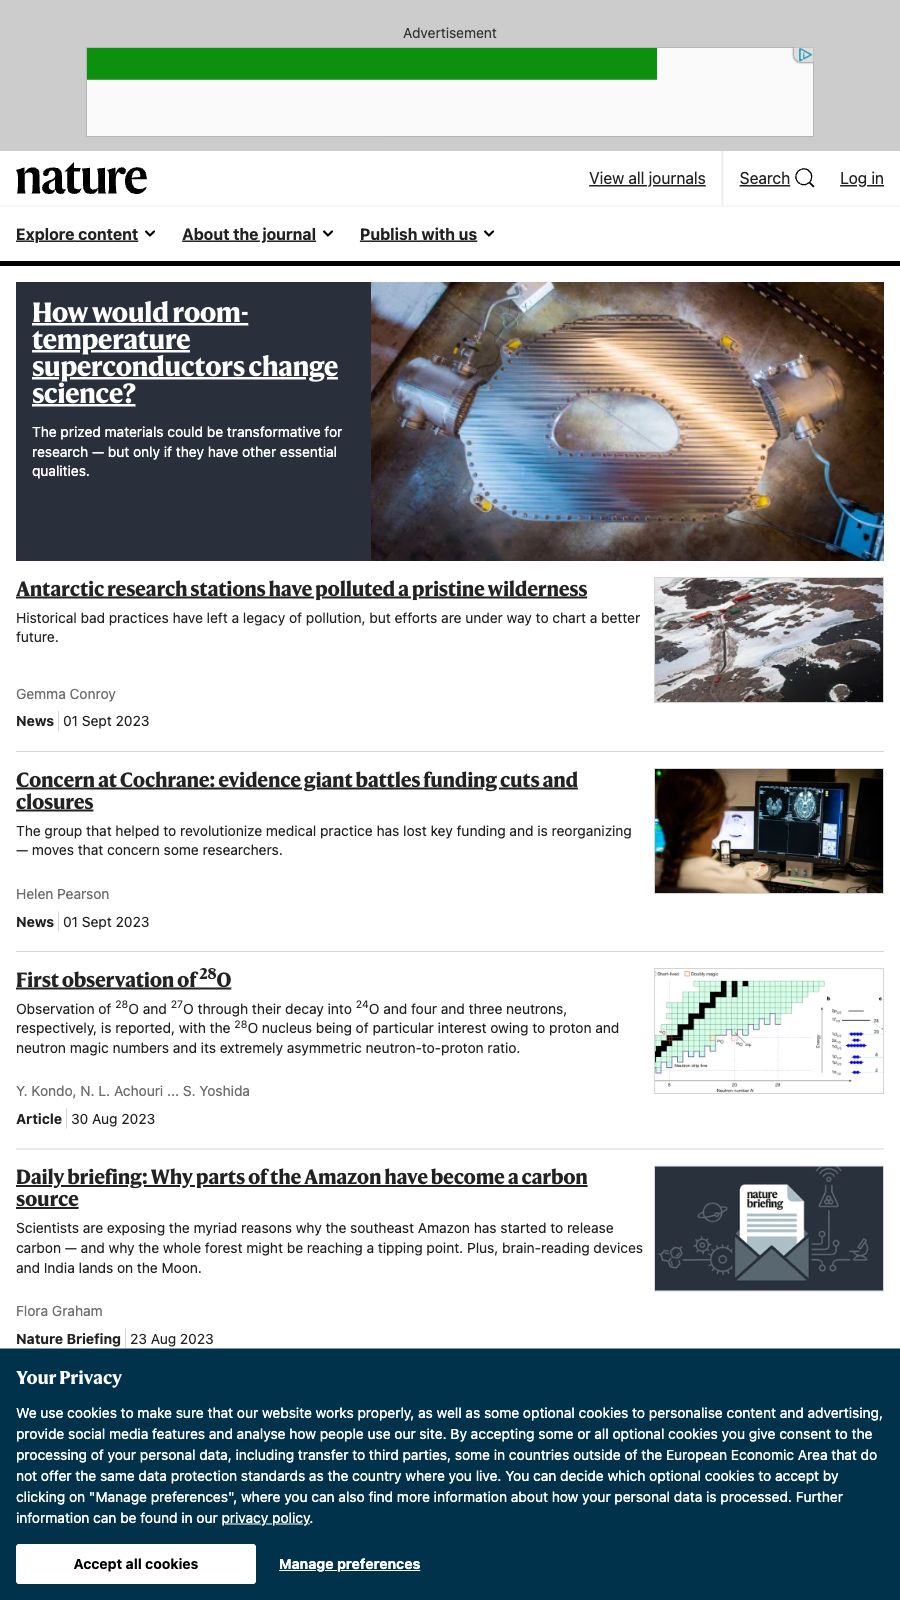 Advertisement
nature
View all journals
Search
Log in
Explore content
About the journal
Publish with us
How would room-
temperature
superconductors change
science?
The prized materials could be transformative for
research — but only if they have other essential
qualities.
Antarctic research stations have polluted a pristine wilderness
Historical bad practices have left a legacy of pollution, but efforts are under way to chart a better
future.
Gemma Conroy
News 01 Sept 2023
Concern at Cochrane: evidence giant battles funding cuts and
closures
The group that helped to revolutionize medical practice has lost key funding and is reorganizing
— moves that concern some researchers.
Helen Pearson
News 01 Sept 2023
First observation of ²⁸O
Observation of ²⁸O and ²⁷O through their decay into ²⁴O and four and three neutrons,
respectively, is reported, with the ²⁸O nucleus being of particular interest owing to proton and
neutron magic numbers and its extremely asymmetric neutron-to-proton ratio.
Y. Kondo, N. L. Achouri ... S. Yoshida
Article 30 Aug 2023
Short-lived Doubly magic
Neutron drip line
Neutron number N
Energy
Daily briefing: Why parts of the Amazon have become a carbon
source
Scientists are exposing the myriad reasons why the southeast Amazon has started to release
carbon — and why the whole forest might be reaching a tipping point. Plus, brain-reading devices
and India lands on the Moon.
Flora Graham
Nature Briefing 23 Aug 2023
nature
briefing
Your Privacy
We use cookies to make sure that our website works properly, as well as some optional cookies to personalise content and advertising,
provide social media features and analyse how people use our site. By accepting some or all optional cookies you give consent to the
processing of your personal data, including transfer to third parties, some in countries outside of the European Economic Area that do
not offer the same data protection standards as the country where you live. You can decide which optional cookies to accept by
clicking on "Manage preferences", where you can also find more information about how your personal data is processed. Further
information can be found in our privacy policy.
Accept all cookies
Manage preferences